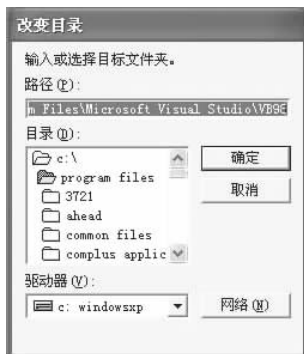 改变目录
输入或选择目标文件夹。
路径(P):
m Files\Microsoft Visual Studio\VB98
目录(D):
c:\
program files
3721
ahead
common files
complus applic
确定
取消
驱动器(V):
c: windowsxp
网络(N)